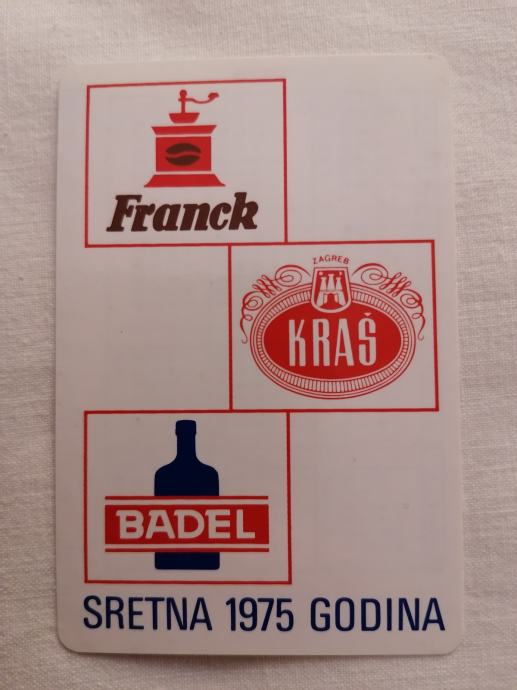 Franck
ZAGREB
KRAŠ
BADEL
SRETNA 1975 GODINA